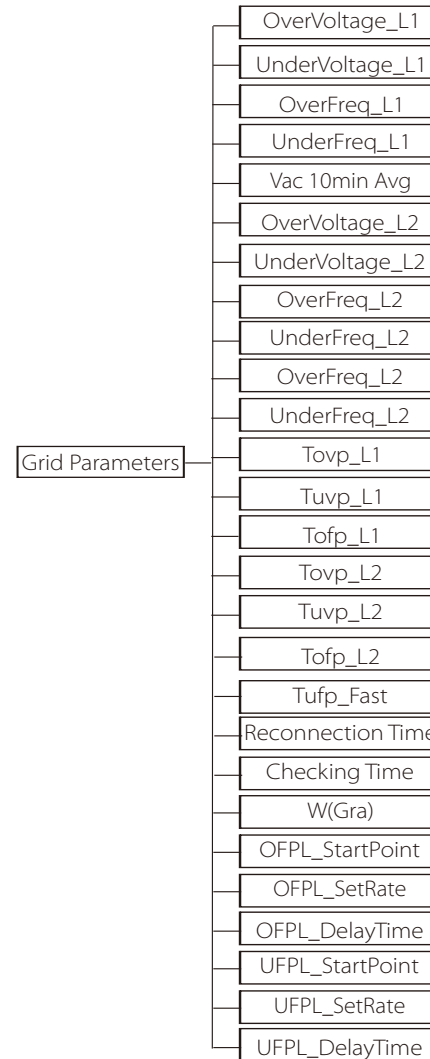 OverVoltage_L1
UnderVoltage_L1
OverFreq_L1
UnderFreq_L1
Vac 10min Avg
OverVoltage_L2
UnderVoltage_L2
OverFreq_L2
UnderFreq_L2
OverFreq_L2
UnderFreq_L2
Grid Parameters
Tovp_L1
Tuvp_L1
Tofp_L1
Tovp_L2
Tuvp_L2
Tofp_L2
Tufp_Fast
Reconnection Time
Checking Time
W(Gra)
OFPL_StartPoint
OFPL_SetRate
OFPL_DelayTime
UFPL_StartPoint
UFPL_SetRate
UFPL_DelayTime